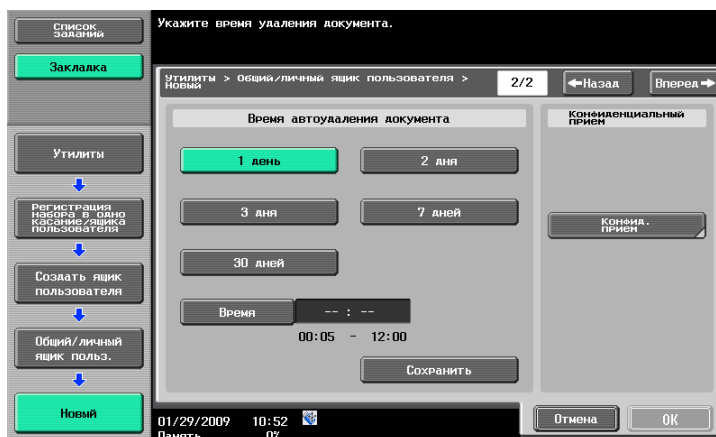 Список
заданий
Укажите время удаления документа.
Закладка
Утилиты > Общий/личный ящик пользователя >
Новый
2/2
←Назад
Вперед→
Время автоудаления документа
Конфиденциальный
прием
1 день
2 дня
3 дня
7 дней
30 дней
Конфид.
прием
Время
-- : --
00:05 - 12:00
Сохранить
Утилиты
Регистрация
набора в одно
касание/ящика
пользователя
Создать ящик
пользователя
Общий/личный
ящик польз.
Новый
01/29/2009 10:52
Память 0%
Отмена
OK